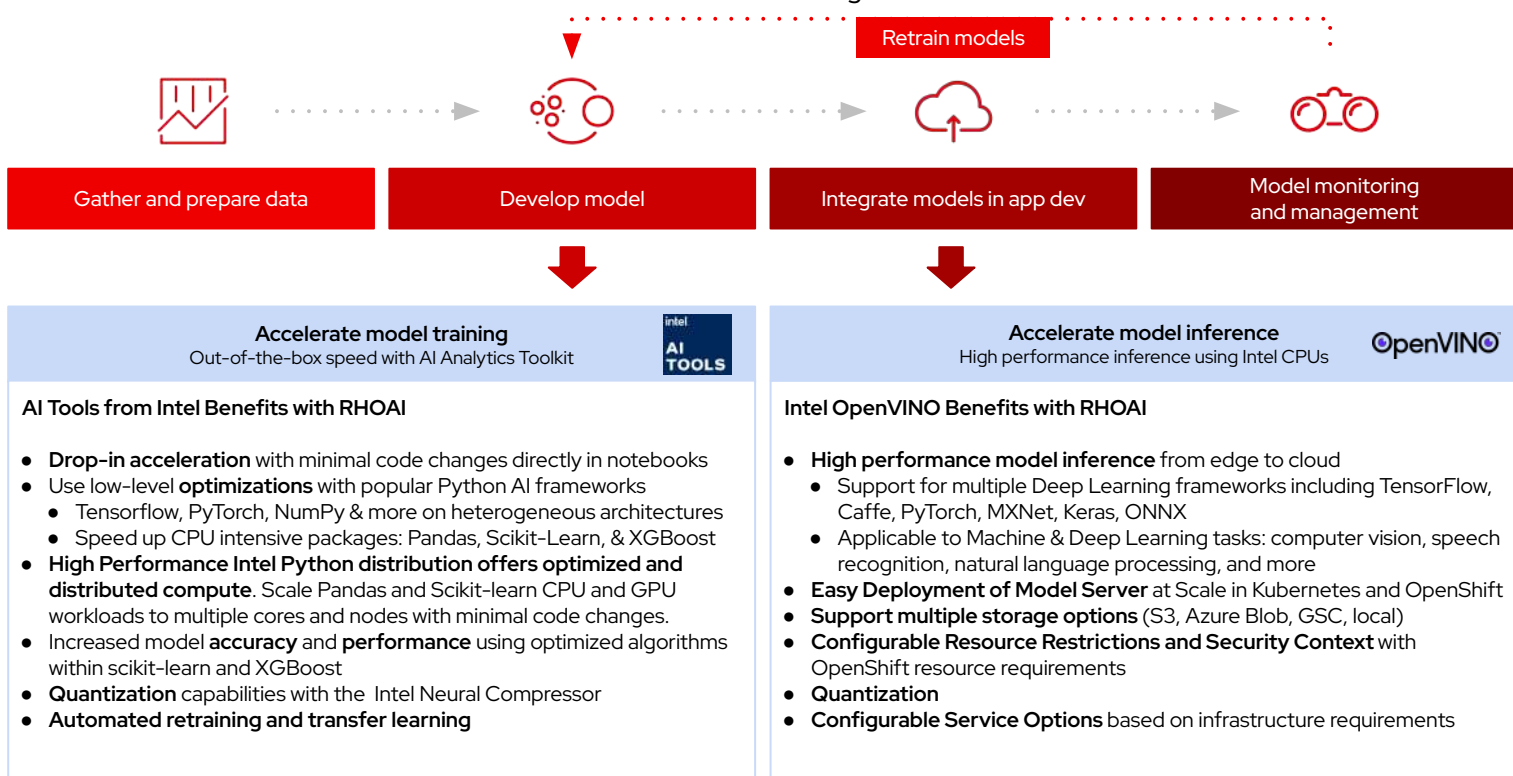 Retrain models
Gather and prepare data
Develop model
Integrate models in app dev
Model monitoring
and management
Accelerate model training
Out-of-the-box speed with AI Analytics Toolkit
intel
AI
TOOLS
AI Tools from Intel Benefits with RHOAI
● Drop-in acceleration with minimal code changes directly in notebooks
● Use low-level optimizations with popular Python AI frameworks
● Tensorflow, PyTorch, NumPy & more on heterogeneous architectures
● Speed up CPU intensive packages: Pandas, Scikit-Learn, & XGBoost
● High Performance Intel Python distribution offers optimized and
distributed compute. Scale Pandas and Scikit-learn CPU and GPU
workloads to multiple cores and nodes with minimal code changes.
● Increased model accuracy and performance using optimized algorithms
within scikit-learn and XGBoost
● Quantization capabilities with the Intel Neural Compressor
● Automated retraining and transfer learning
Accelerate model inference
High performance inference using Intel CPUs
OpenVINO
Intel OpenVINO Benefits with RHOAI
● High performance model inference from edge to cloud
● Support for multiple Deep Learning frameworks including TensorFlow,
Caffe, PyTorch, MXNet, Keras, ONNX
● Applicable to Machine & Deep Learning tasks: computer vision, speech
recognition, natural language processing, and more
● Easy Deployment of Model Server at Scale in Kubernetes and OpenShift
● Support multiple storage options (S3, Azure Blob, GSC, local)
● Configurable Resource Restrictions and Security Context with
OpenShift resource requirements
● Quantization
● Configurable Service Options based on infrastructure requirements